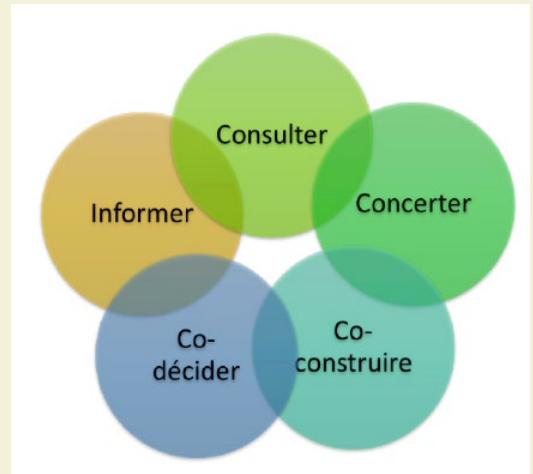 Consulter
Informer
Concerter
Co-
décider
Co-
construire